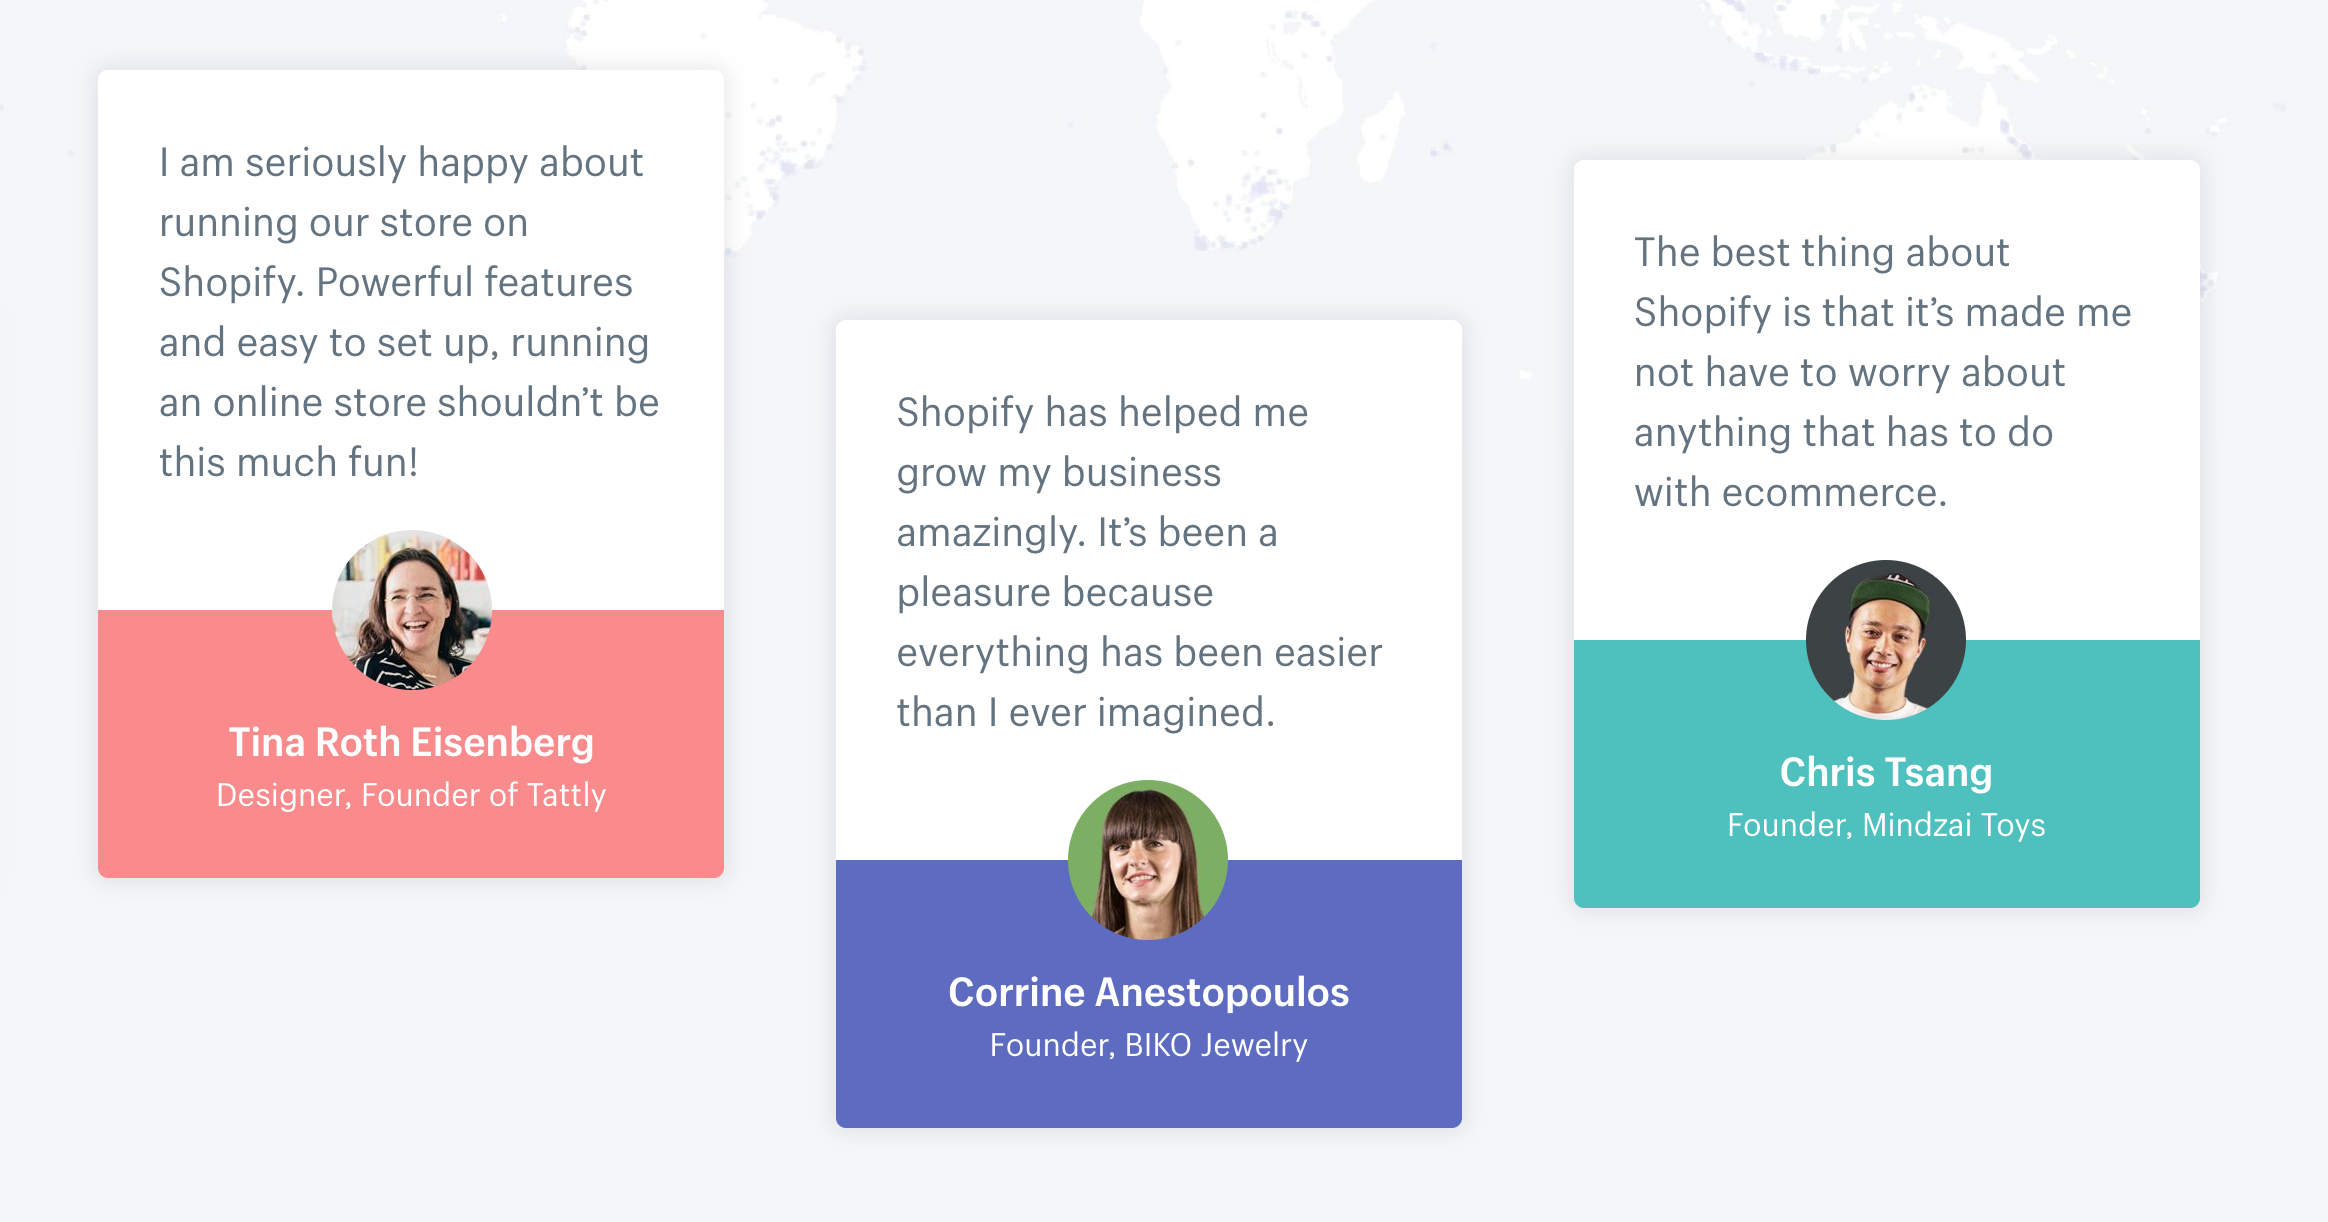 I am seriously happy about
running our store on
Shopify. Powerful features
and easy to set up, running
an online store shouldn’t be
this much fun!
Tina Roth Eisenberg
Designer, Founder of Tattly
Shopify has helped me
grow my business
amazingly. It’s been a
pleasure because
everything has been easier
than I ever imagined.
Corrine Anestopoulos
Founder, BIKO Jewelry
The best thing about
Shopify is that it’s made me
not have to worry about
anything that has to do
with ecommerce.
Chris Tsang
Founder, Mindzai Toys